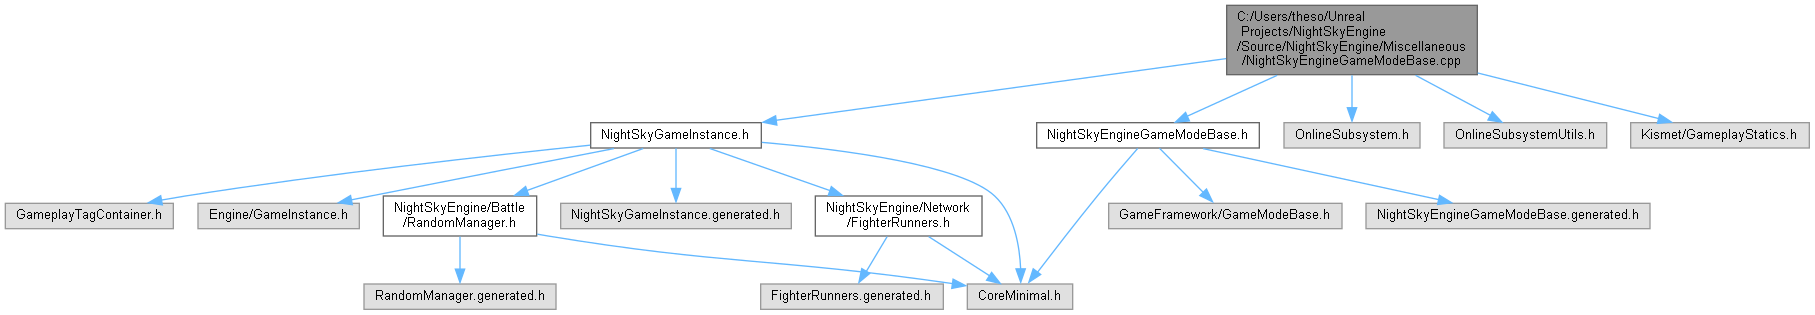 C:/Users/theso/Unreal
Projects/NightSkyEngine
/Source/NightSkyEngine/Miscellaneous
/NightSkyEngineGameModeBase.cpp
NightSkyGameInstance.h
NightSkyEngineGameModeBase.h
OnlineSubsystem.h
OnlineSubsystemUtils.h
Kismet/GameplayStatics.h
GameplayTagContainer.h
Engine/GameInstance.h
NightSkyEngine/Battle
/RandomManager.h
NightSkyGameInstance.generated.h
NightSkyEngine/Network
/FighterRunners.h
GameFramework/GameModeBase.h
NightSkyEngineGameModeBase.generated.h
RandomManager.generated.h
FighterRunners.generated.h
CoreMinimal.h